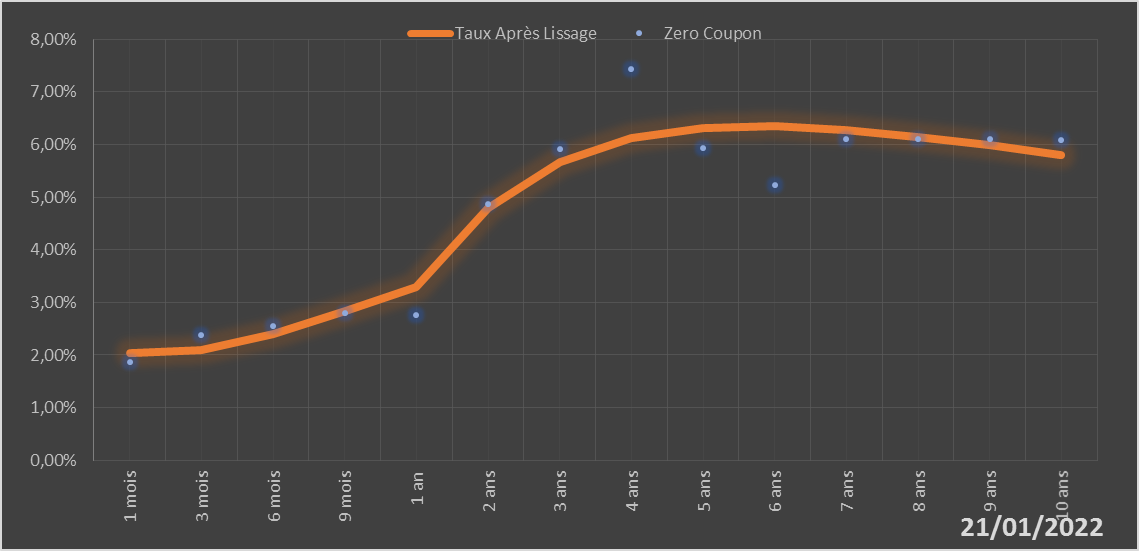 Taux Après Lissage Zero Coupon
8,00%
7,00%
6,00%
5,00%
4,00%
3,00%
2,00%
1,00%
0,00%
1 mois
3 mois
6 mois
9 mois
1 an
2 ans
3 ans
4 ans
5 ans
6 ans
7 ans
8 ans
9 ans
10 ans
21/01/2022